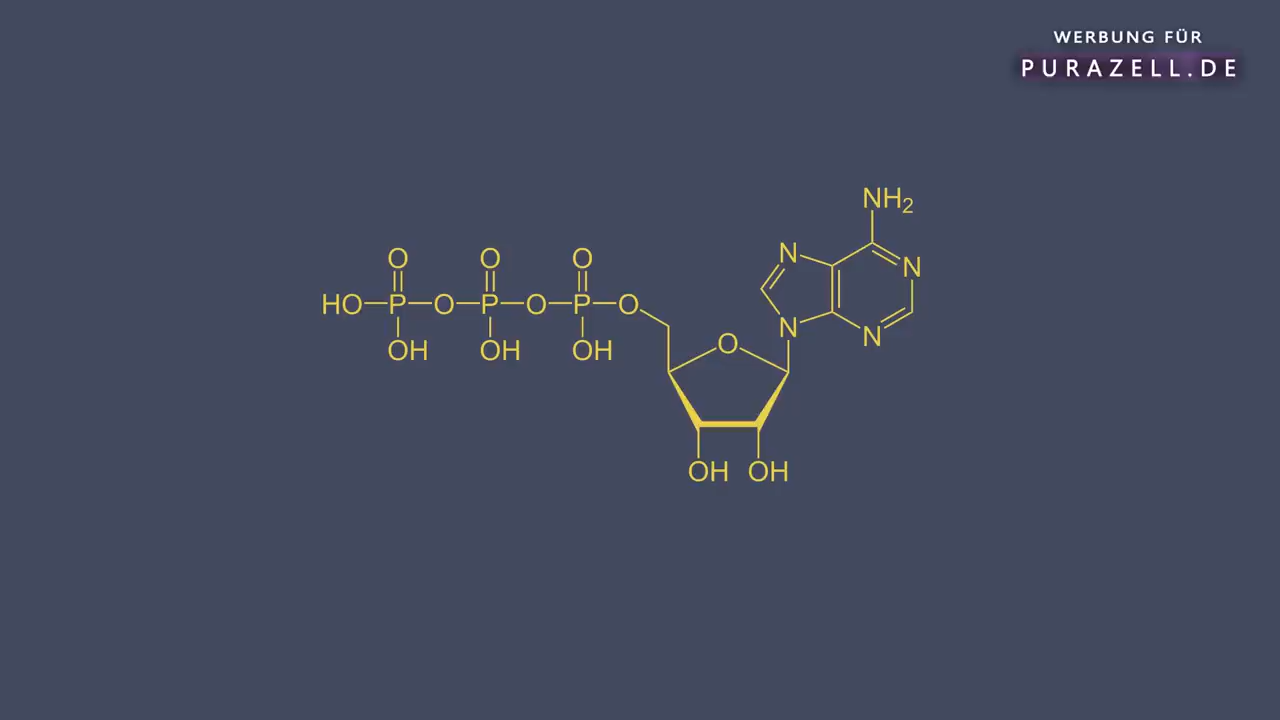 WERBUNG FÜR
PURAZELL.DE
NH2
O O O N N
HO P O P O P O
N N
OH OH OH O
OH OH